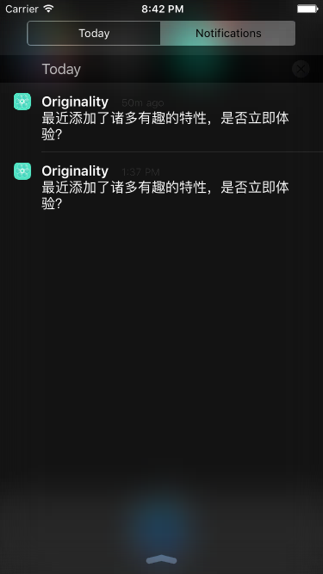 Carrier 8:42 PM
Today Notifications
Today
Originality 50m ago
最近添加了诸多有趣的特性，是否立即体
验？
Originality 1:37 PM
最近添加了诸多有趣的特性，是否立即体
验？